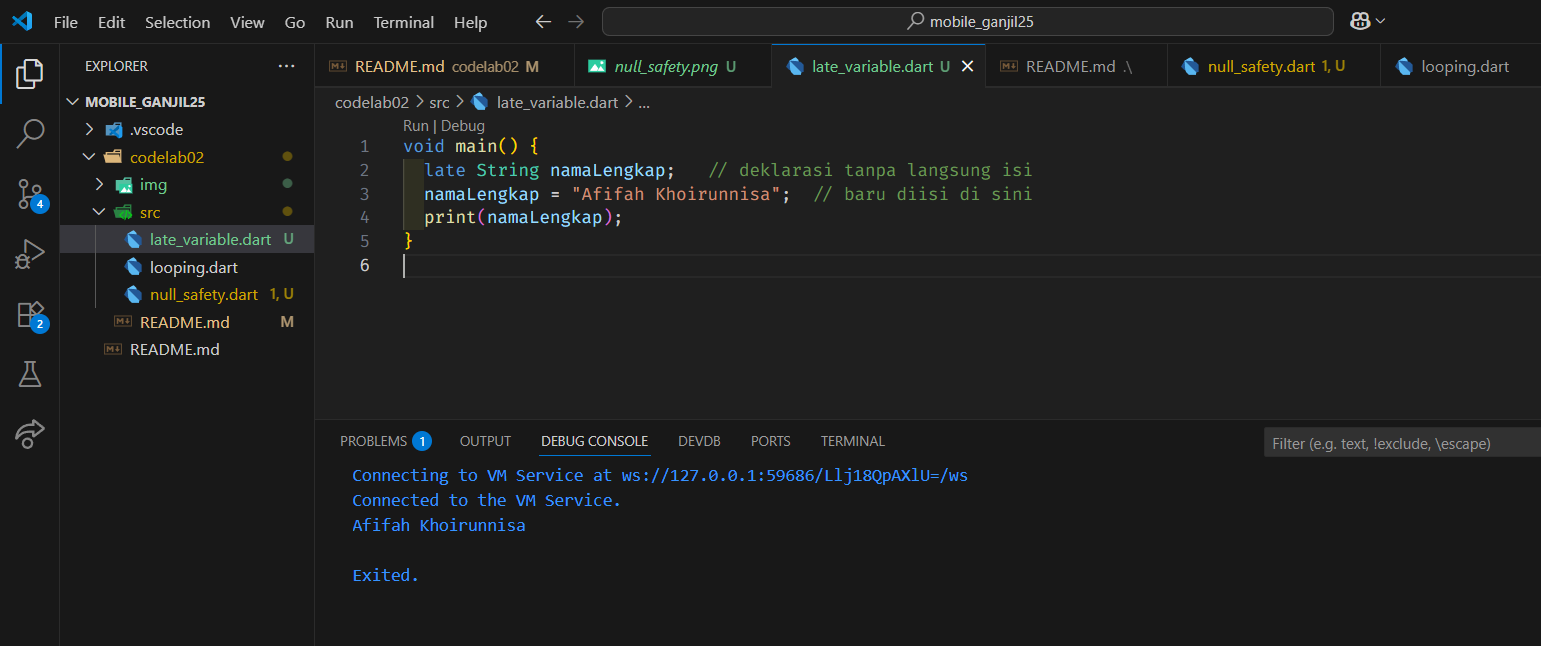 File Edit Selection View Go Run Terminal Help mobile_ganjil25
EXPLORER
MOBILE_GANJIL25
.vscode
codelab02
img
src
late_variable.dart U
looping.dart
null_safety.dart 1, U
README.md M
README.md
4
2
README.md codelab02 M null_safety.png U late_variable.dart U README.md .\ null_safety.dart 1, U looping.dart
codelab02 > src > late_variable.dart > ...
Run | Debug
1 void main() {
2 late String namaLengkap; // deklarasi tanpa langsung isi
3 namaLengkap = "Afifah Khoirunnisa"; // baru diisi di sini
4 print(namaLengkap);
5 }
6
PROBLEMS 1 OUTPUT DEBUG CONSOLE DEVDB PORTS TERMINAL Filter (e.g. text, !exclude, \escape)
Connecting to VM Service at ws://127.0.0.1:59686/Llj18QpAXlU=/ws
Connected to the VM Service.
Afifah Khoirunnisa
Exited.